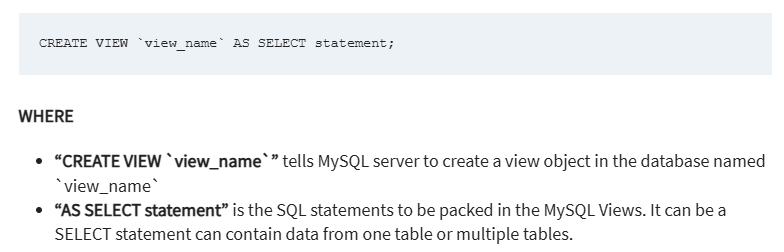 CREATE VIEW `view_name` AS SELECT statement;
WHERE
• “CREATE VIEW `view_name`” tells MySQL server to create a view object in the database named
`view_name`
• “AS SELECT statement” is the SQL statements to be packed in the MySQL Views. It can be a
SELECT statement can contain data from one table or multiple tables.